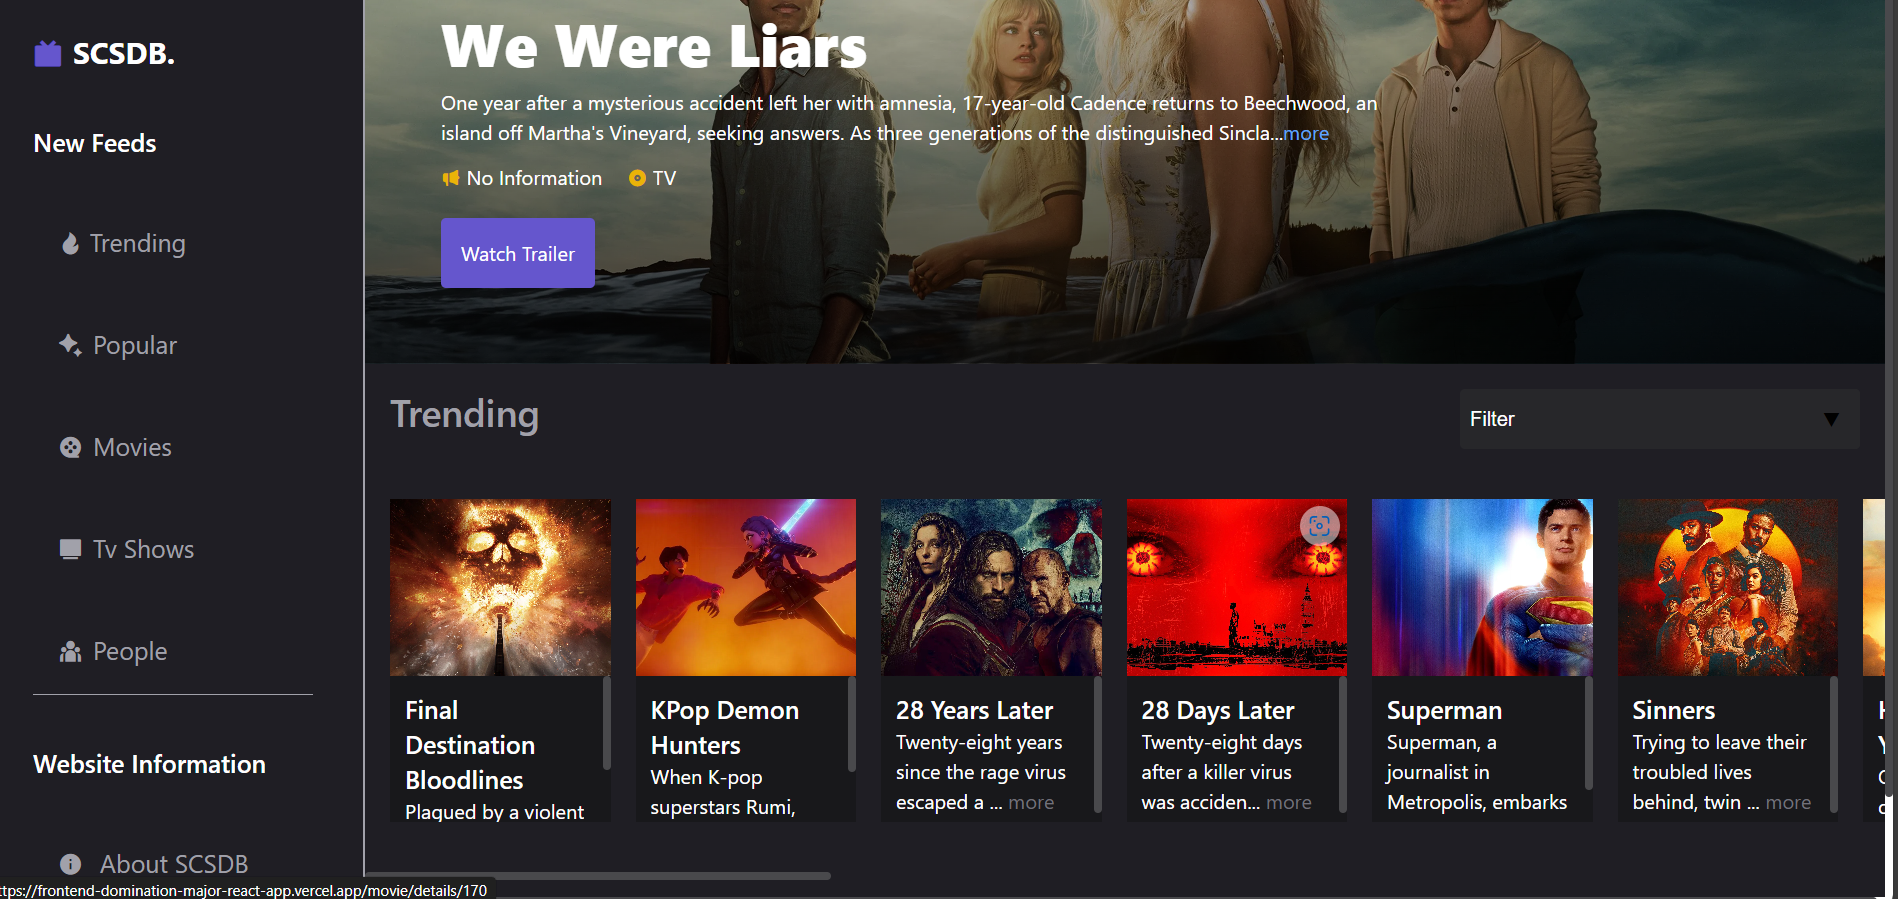 SCSDB.
New Feeds
Trending
Popular
Movies
Tv Shows
People
Website Information
About SCSDB
We Were Liars
One year after a mysterious accident left her with amnesia, 17-year-old Cadence returns to Beechwood, an
island off Martha's Vineyard, seeking answers. As three generations of the distinguished Sincla...more
No Information
TV
Watch Trailer
Trending
Filter
Final
Destination
Bloodlines
Plagued by a violent
KPop Demon
Hunters
When K-pop
superstars Rumi,
28 Years Later
Twenty-eight years
since the rage virus
escaped a ... more
28 Days Later
Twenty-eight days
after a killer virus
was acciden... more
Superman
Superman, a
journalist in
Metropolis, embarks
Sinners
Trying to leave their
troubled lives
behind, twin ... more
ttps://frontend-domination-major-react-app.vercel.app/movie/details/170